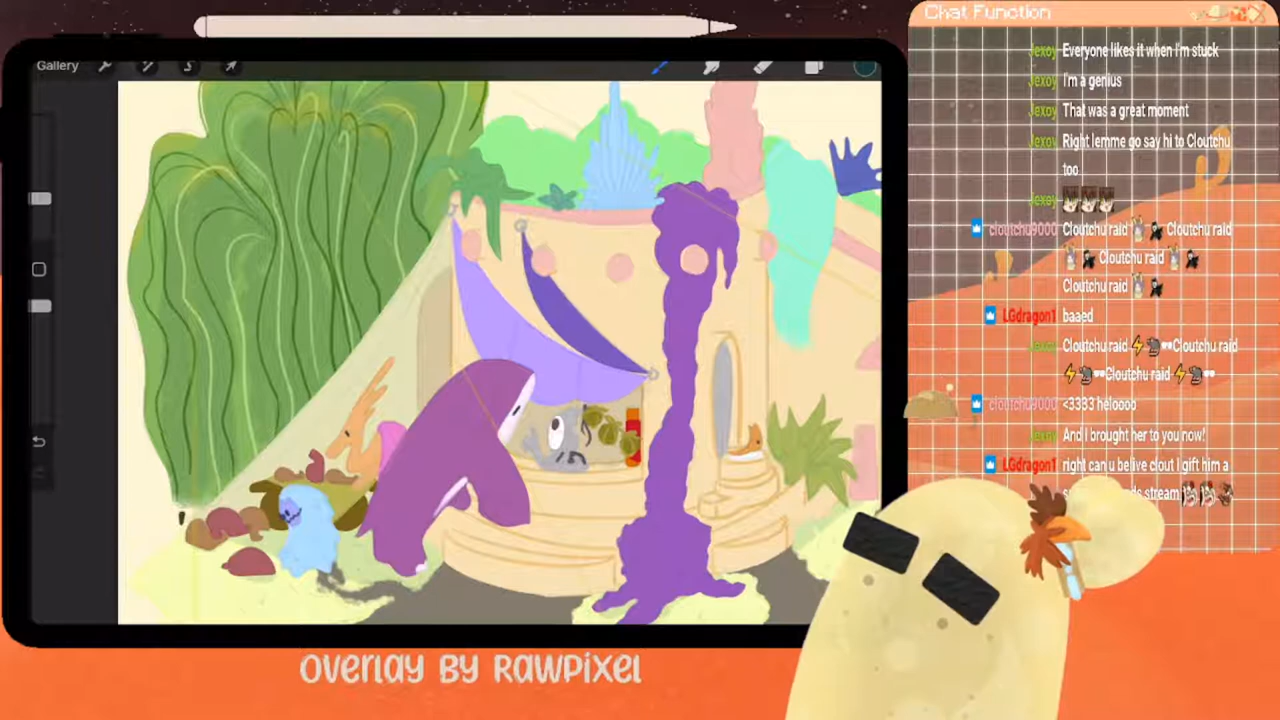 Chat Function
Gallery
Jexoy Everyone likes it when I'm stuck
Jexoy I'm a genius
Jexoy That was a great moment
Jexoy Right lemme go say hi to Cloutchu
too
Jexoy
cloutchu9000 Cloutchu raid Cloutchu raid
Cloutchu raid
Cloutchu raid
LGdragon1 baaed
Jexoy Cloutchu raid Cloutchu raid
Cloutchu raid
cloutchu9000 <3333 heloooo
Jexoy And I brought her to you now!
LGdragon1 right can u belive clout I gift him a
stream
Overlay by Rawpixel